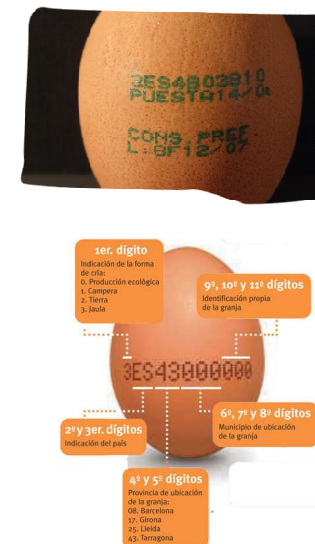 3ES4803810
PUESTA14/0
CONS. PREF.
L:BF12/07
1er. dígito
Indicación de la forma
de cría:
0. Producción ecológica
1. Campera
2. Tierra
3. Jaula
9º, 10º y 11º dígitos
Identificación propia
de la granja
3ES43000000
2º y 3er. dígitos
Indicación del país
6º, 7º y 8º dígitos
Municipio de ubicación
de la granja
4º y 5º dígitos
Provincia de ubicación
de la granja:
08. Barcelona
17. Girona
25. Lleida
43. Tarragona